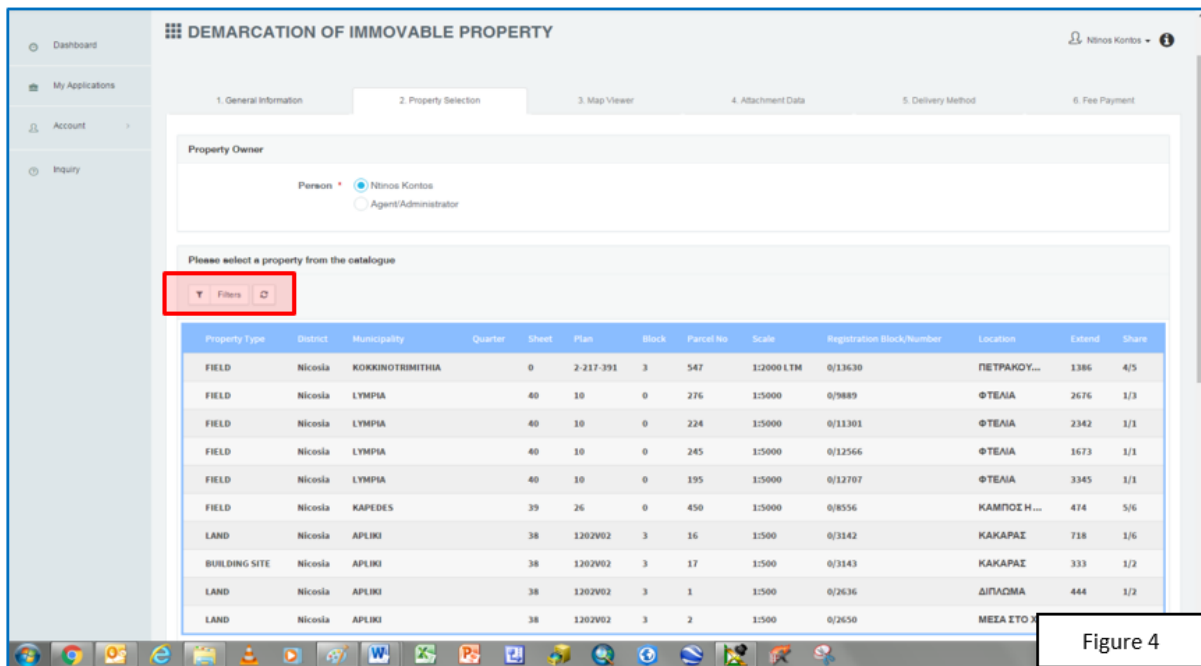 DEMARCATION OF IMMOVABLE PROPERTY
Ntinos Kontos
Dashboard
My Applications
Account
Inquiry
1. General Information 2. Property Selection 3. Map Viewer 4. Attachment Data 5. Delivery Method 6. Fee Payment
Property Owner
Person * Ntinos Kontos
Agent/Administrator
Please select a property from the catalogue
Filters
Property Type District Municipality Quarter Sheet Plan Block Parcel No Scale Registration Block/Number Location Extend Share
FIELD Nicosia KOKKINOTRIMITHIA 0 2-217-391 3 547 1:2000 LTM 0/13630 ΠΕΤΡΑΚΟΥ... 1386 4/5
FIELD Nicosia LYMPIA 40 10 0 276 1:5000 0/9889 ΦΤΕΛΙΑ 2676 1/3
FIELD Nicosia LYMPIA 40 10 0 224 1:5000 0/11301 ΦΤΕΛΙΑ 2342 1/1
FIELD Nicosia LYMPIA 40 10 0 245 1:5000 0/12566 ΦΤΕΛΙΑ 1673 1/1
FIELD Nicosia LYMPIA 40 10 0 195 1:5000 0/12707 ΦΤΕΛΙΑ 3345 1/1
FIELD Nicosia KAPEDES 39 26 0 450 1:5000 0/8556 ΚΑΜΠΟΣ Η ... 474 5/6
LAND Nicosia APLIKI 38 1202V02 3 16 1:500 0/3142 ΚΑΚΑΡΑΣ 718 1/6
BUILDING SITE Nicosia APLIKI 38 1202V02 3 17 1:500 0/3143 ΚΑΚΑΡΑΣ 333 1/2
LAND Nicosia APLIKI 38 1202V02 3 1 1:500 0/2636 ΔΙΠΛΩΜΑ 444 1/2
LAND Nicosia APLIKI 38 1202V02 3 2 1:500 0/2650 ΜΕΣΑ ΣΤΟ
Figure 4